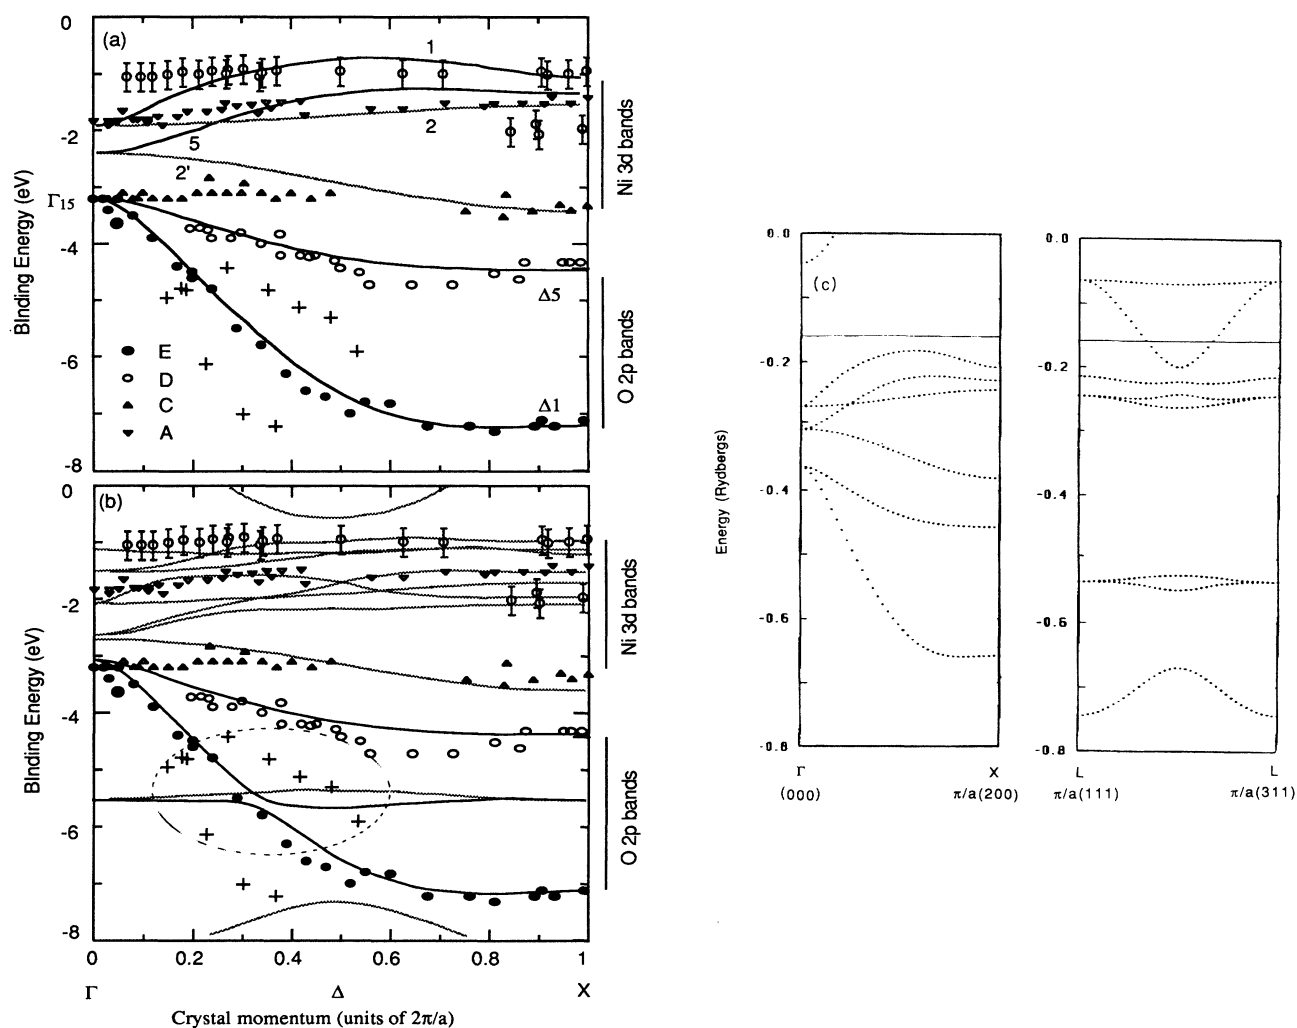 0
(a)
1
-2
5
2
2'
Γ15
-4
Δ5
-6
E
D
C
A
Δ1
-8
BInding Energy (eV)
Ni 3d bands
O 2p bands
0
(b)
-2
-4
-6
-8
BInding Energy (eV)
Ni 3d bands
O 2p bands
0 0.2 0.4 0.6 0.8 1
Γ Δ X
Crystal momentum (units of 2π/a)
0.0
(c)
-0.2
-0.4
-0.6
-0.8
Energy (Rydbergs)
Γ X
(000) π/a(200)
0.0
-0.2
-0.4
-0.6
-0.8
L L
π/a(111) π/a(311)